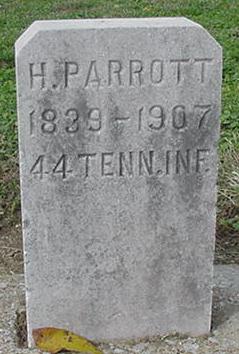 H. PARROTT
1839-1907
44 TENN. INF.